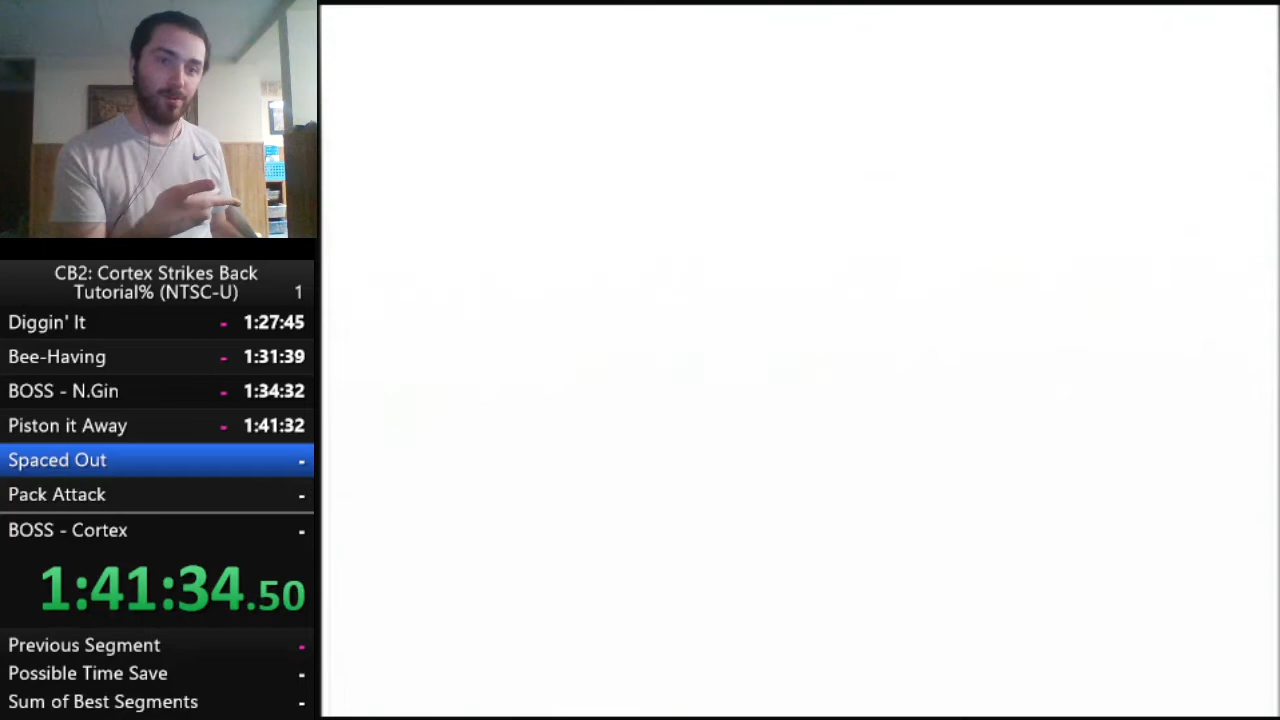 CB2: Cortex Strikes Back
Tutorial% (NTSC-U) 1
Diggin' It - 1:27:45
Bee-Having - 1:31:39
BOSS - N.Gin - 1:34:32
Piston it Away - 1:41:32
Spaced Out -
Pack Attack -
BOSS - Cortex -
1:41:34.50
Previous Segment -
Possible Time Save -
Sum of Best Segments -